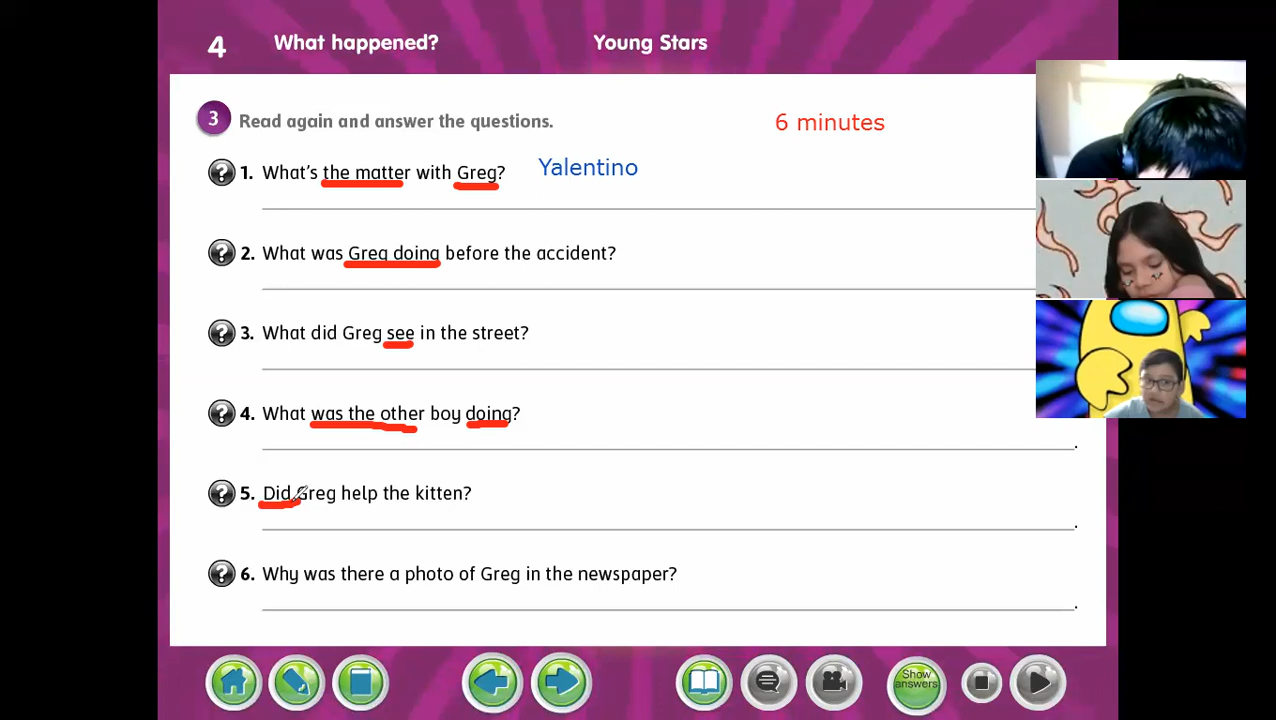 4 What happened? Young Stars
3 Read again and answer the questions. 6 minutes
1. What's the matter with Greg? Yalentino
2. What was Greg doing before the accident?
3. What did Greg see in the street?
4. What was the other boy doing?
.
5. Did Greg help the kitten?
.
6. Why was there a photo of Greg in the newspaper?
.
Show
answers